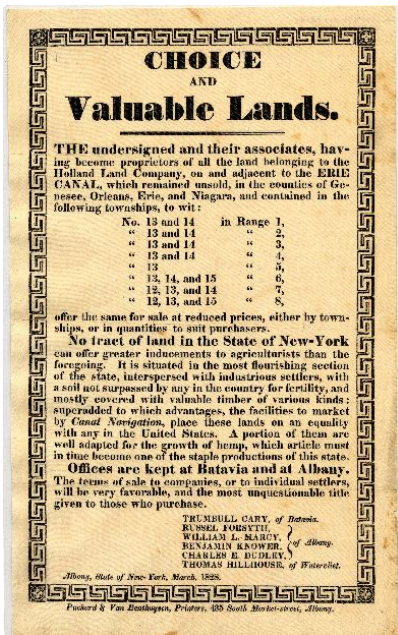 CHOICE
AND
Valuable Lands.
THE undersigned and their associates, hav-
ing become proprietors of all the land belonging to the
Holland Land Company, on and adjacent to the ERIE
CANAL, which remained unsold, in the counties of Ge-
nesee, Orleans, Erie, and Niagara, and contained in the
following townships, to wit:
No. 13 and 14 in Range 1,
“ 13 and 14 “ 2,
“ 13 and 14 “ 3,
“ 13 and 14 “ 4,
“ 13 “ 5,
“ 13, 14, and 15 “ 6,
“ 12, 13, and 14 “ 7,
“ 12, 13, and 15 “ 8,
offer the same for sale at reduced prices, either by town-
ships, or in quantities to suit purchasers.
No tract of land in the State of New-York
can offer greater inducements to agriculturists than the
foregoing. It is situated in the most flourishing section
of the state, interspersed with industrious settlers, with
a soil not surpassed by any in the country for fertility, and
mostly covered with valuable timber of various kinds:
superadded to which advantages, the facilities to market
by Canal Navigation, place these lands on an equality
with any in the United States. A portion of them are
well adapted for the growth of hemp, which article must
in time become one of the staple productions of this state.
Offices are kept at Batavia and at Albany.
The terms of sale to companies, or to individual settlers,
will be very favorable, and the most unquestionable title
given to those who purchase.
TRUMBULL CARY, of Batavia.
RUSSEL FORSYTH,
WILLIAM L. MARCY,
BENJAMIN KNOWER, of Albany.
CHARLES E. DUDLEY,
THOMAS HILLHOUSE, of Watervliet.
Albany, State of New-York, March, 1828.
Packard & Van Benthuysen, Printers, 435 South Market-street, Albany.